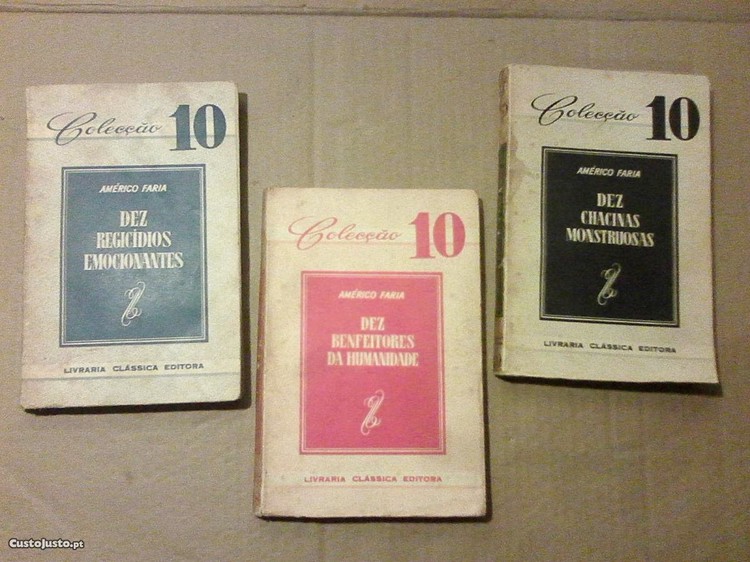 Colecção 10
AMÉRICO FARIA
DEZ
REGICÍDIOS
EMOCIONANTES
LIVRARIA CLÁSSICA EDITORA
Colecção 10
AMÉRICO FARIA
DEZ
BENFEITORES
DA HUMANIDADE
LIVRARIA CLÁSSICA EDITORA
Colecção 10
AMÉRICO FARIA
DEZ
CHACINAS
MONSTRUOSAS
LIVRARIA CLÁSSICA EDITORA
CustoJusto.pt